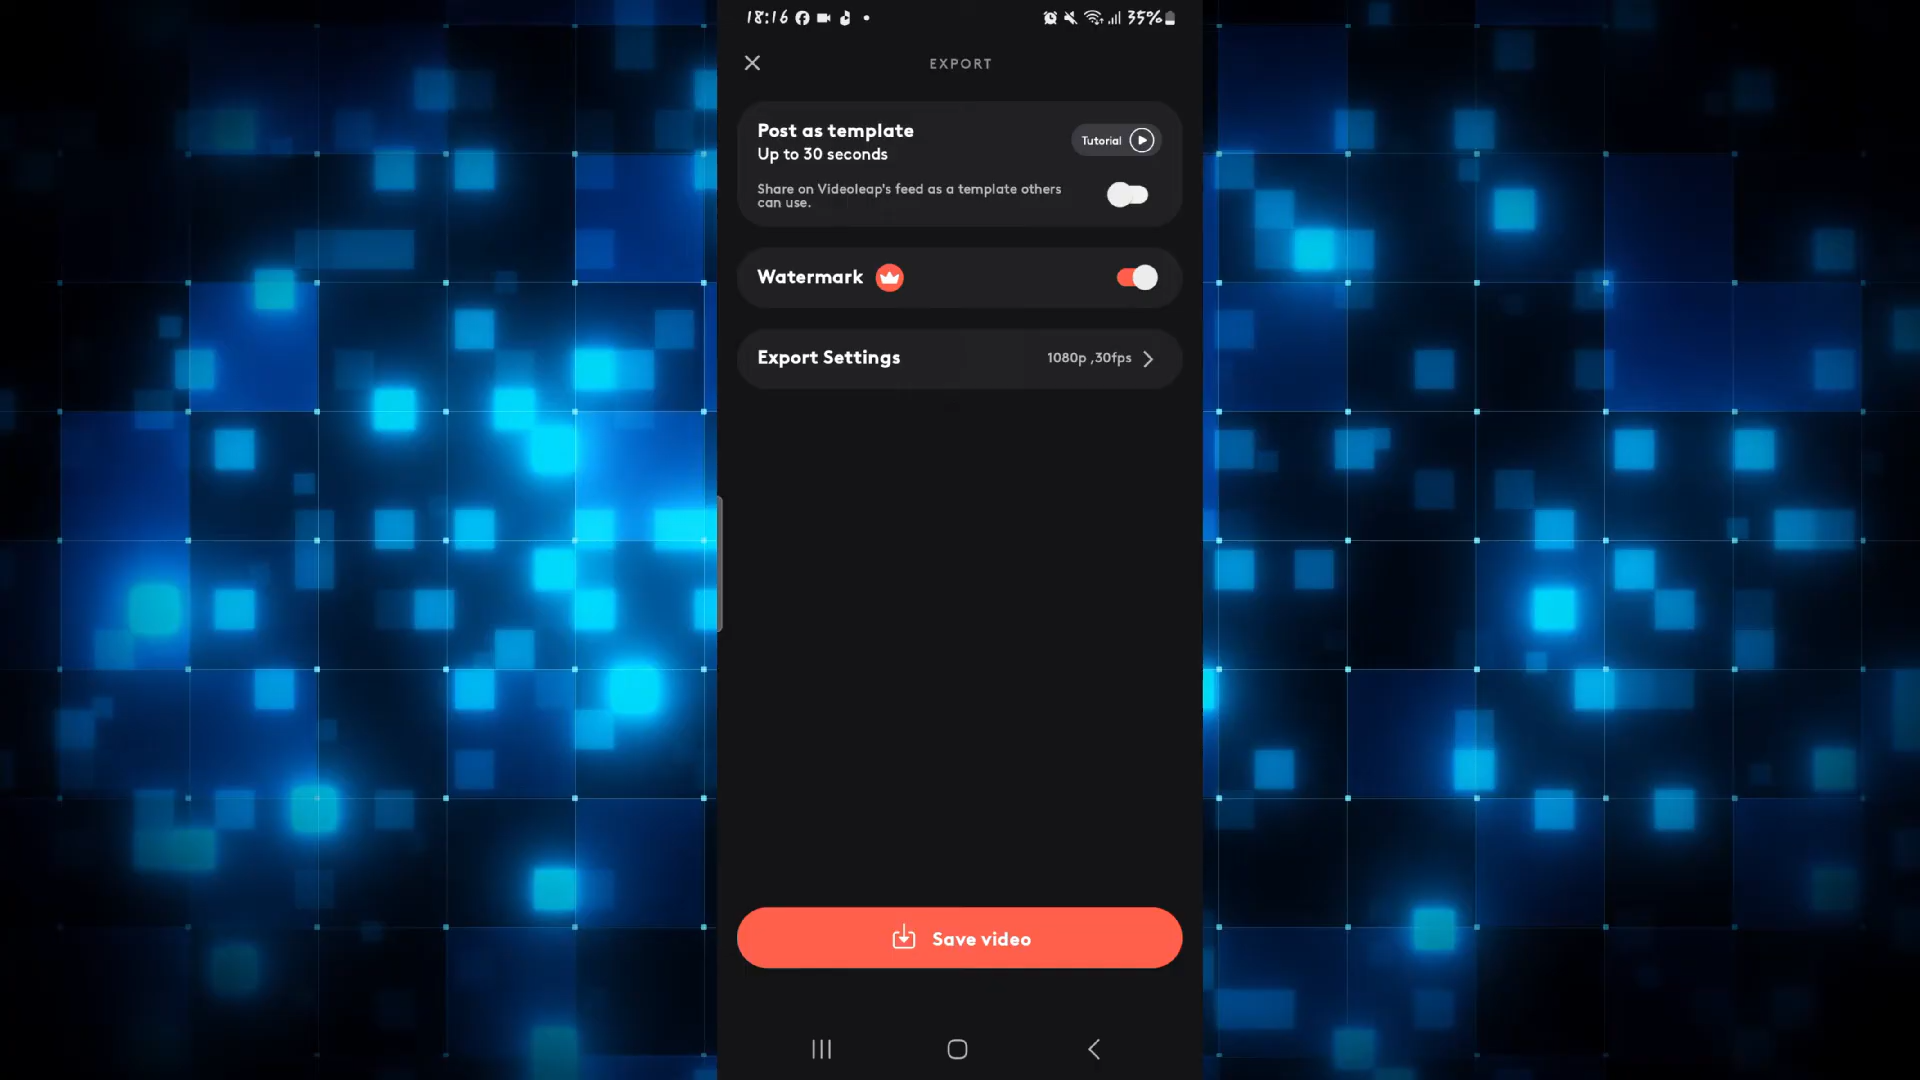 18:16
35%
EXPORT
Post as template
Up to 30 seconds
Tutorial
Share on Videoleap's feed as a template others
can use.
Watermark
Export Settings
1080p ,30fps
Save video